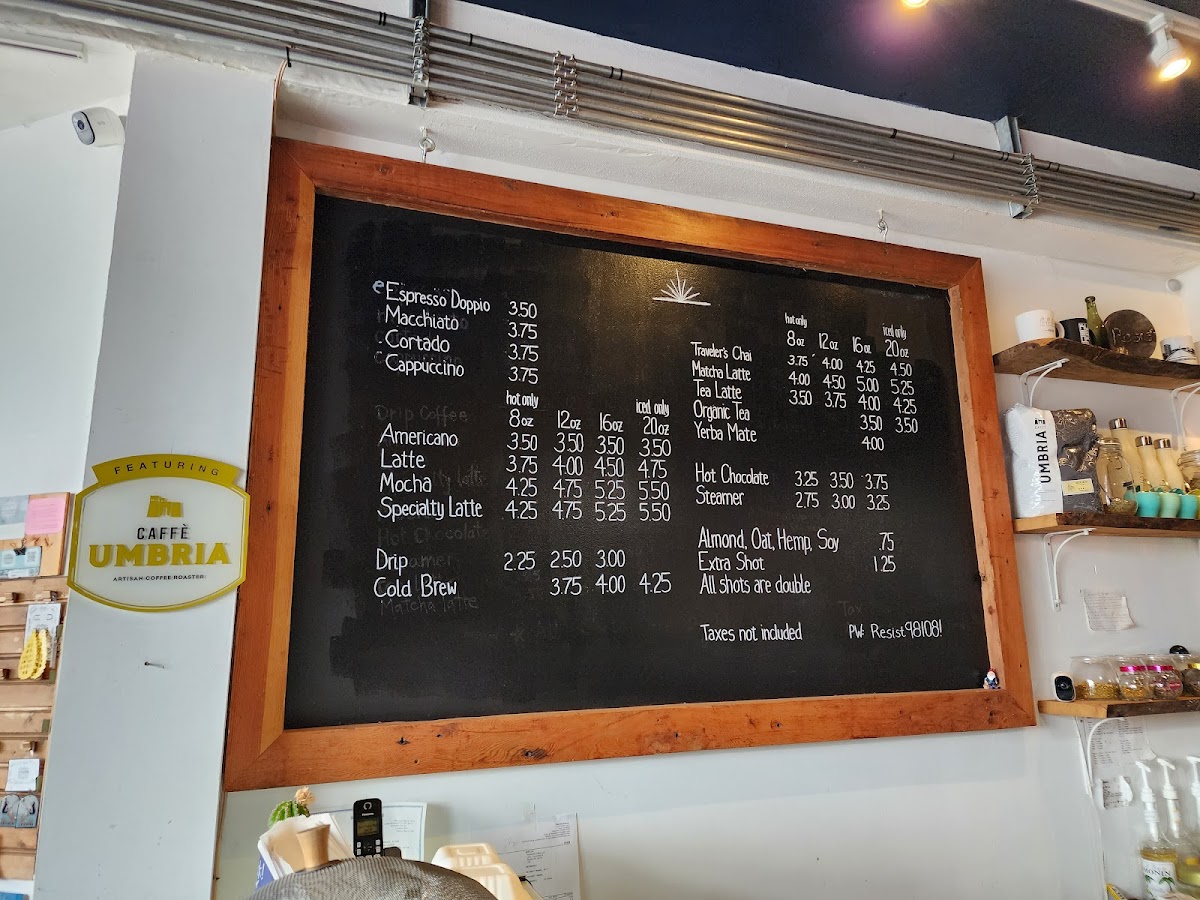 FEATURING
CAFFÈ
UMBRIA
ARTISAN COFFEE ROASTER
Espresso Doppio 3.50
Macchiato 3.75
Cortado 3.75
Cappuccino 3.75
hot only iced only
8oz 12oz 16oz 20oz
Americano 3.50 3.50 3.50 3.50
Latte 3.75 4.00 4.50 4.75
Mocha 4.25 4.75 5.25 5.50
Specialty Latte 4.25 4.75 5.25 5.50
Drip 2.25 2.50 3.00
Cold Brew 3.75 4.00 4.25
hot only iced only
8oz 12oz 16oz 20oz
Traveler's Chai 3.75 4.00 4.25 4.50
Matcha Latte 4.00 4.50 5.00 5.25
Tea Latte 3.50 3.75 4.00 4.25
Organic Tea 3.50 3.50
Yerba Mate 4.00
Hot Chocolate 3.25 3.50 3.75
Steamer 2.75 3.00 3.25
Almond, Oat, Hemp, Soy .75
Extra Shot 1.25
All shots are double
Taxes not included PW: Resist98108!
Drip Coffee
Hot Chocolate
Matcha latte
Tax
UMBRIA
MONIN